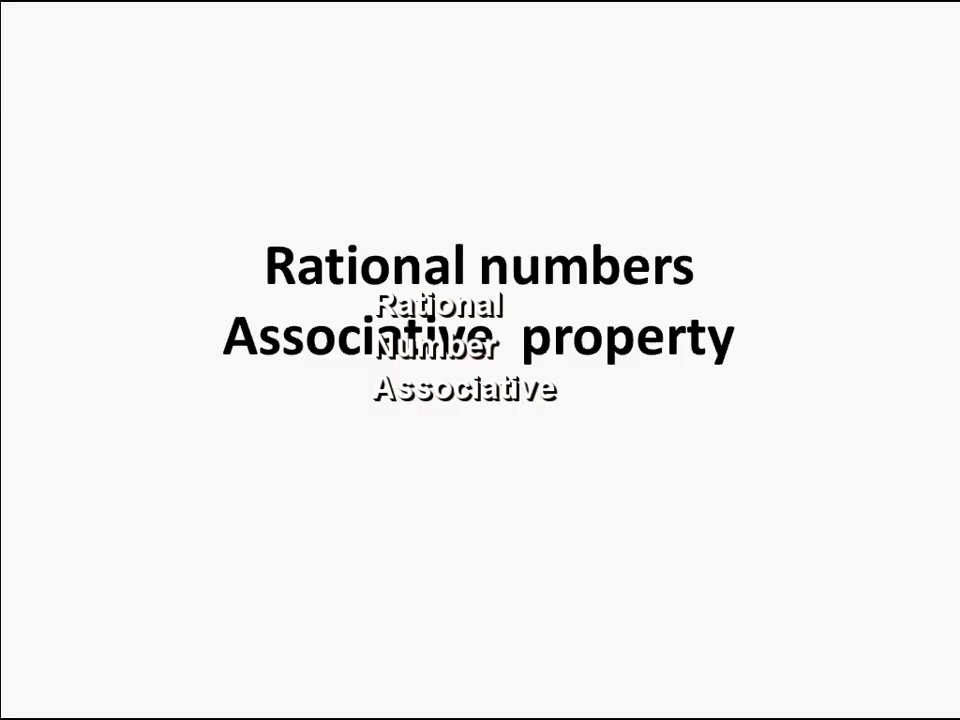 Rational numbers
Associative property
Rational
Number
Associative